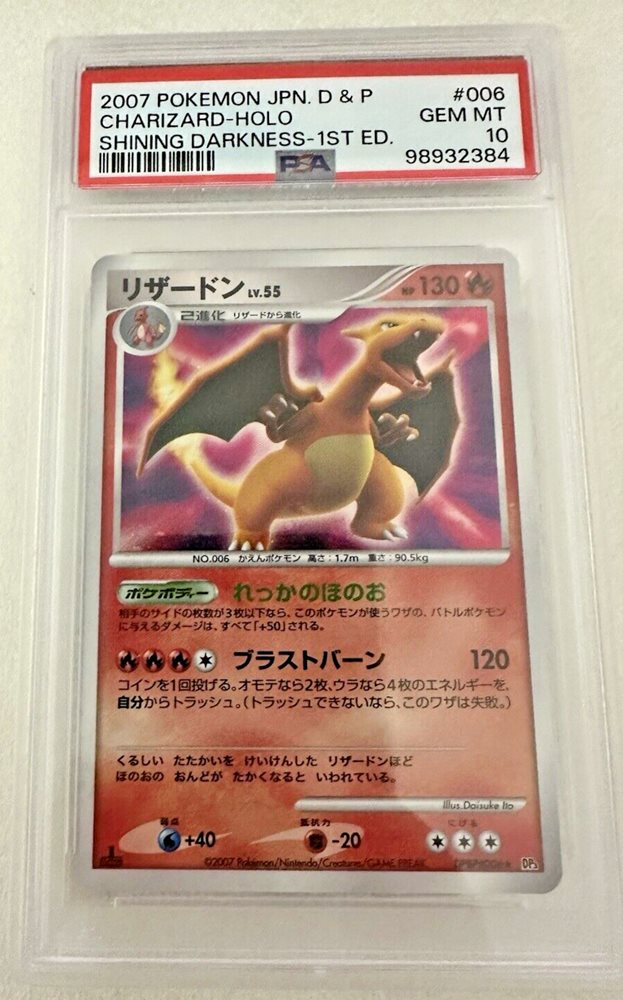 2007 POKEMON JPN. D & P #006
CHARIZARD-HOLO GEM MT
SHINING DARKNESS-1ST ED. 10
PSA 98932384
リザードン LV.55 HP 130
2進化 リザードから進化
NO.006 かえんポケモン 高さ：1.7m 重さ：90.5kg
ポケボディー れっかのほのお
相手のサイドの枚数が3枚以下なら、このポケモンが使うワザの、バトルポケモン
に与えるダメージは、すべて「+50」される。
ブラストバーン 120
コインを1回投げる。オモテなら2枚、ウラなら4枚のエネルギーを、
自分からトラッシュ。（トラッシュできないなら、このワザは失敗。）
くるしい たたかいを けいけんした リザードンほど
ほのおの おんどが たかくなると いわれている。
Illus.Daisuke Ito
弱点 抵抗力 にげる
+40 -20
1 ©2007 Pokémon/Nintendo/Creatures/GAME FREAK DP3